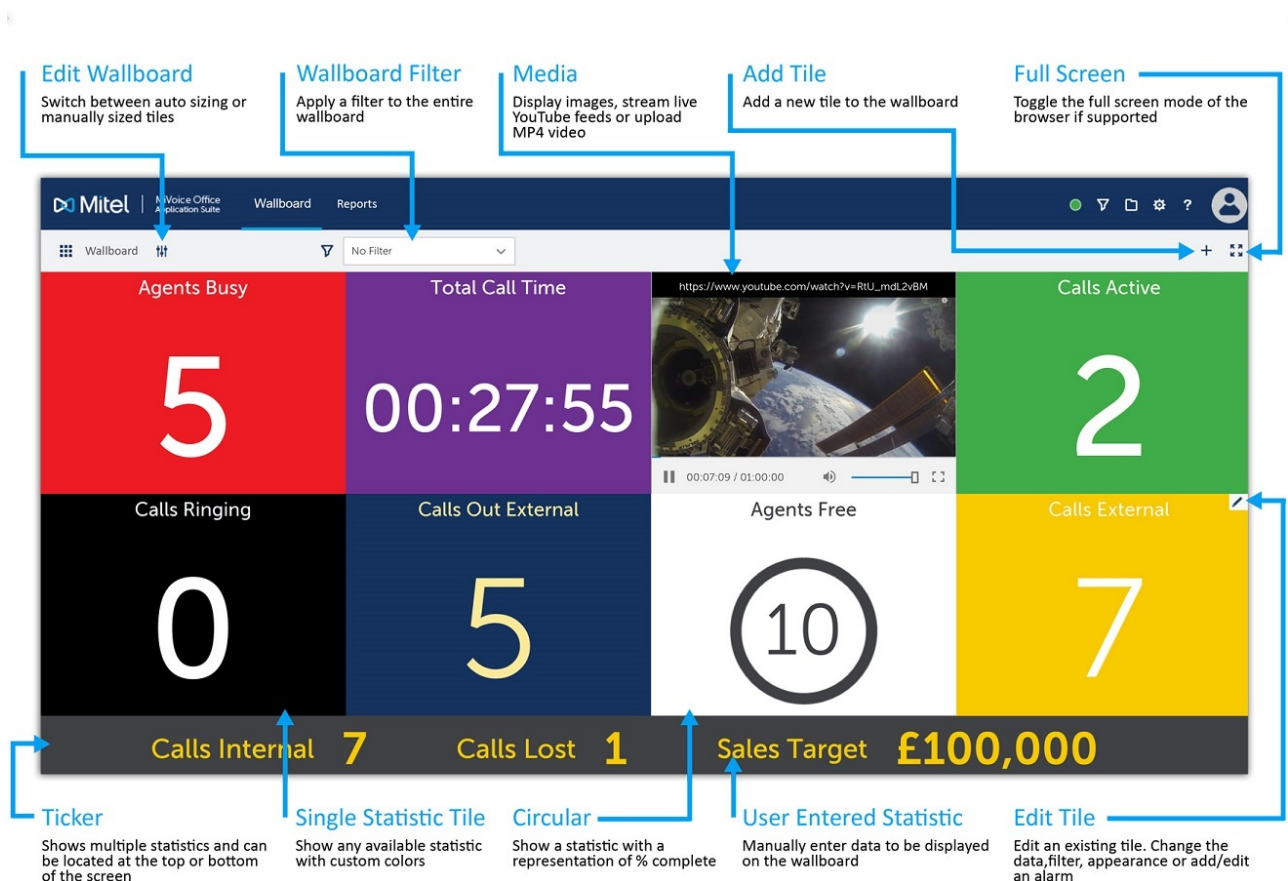 Edit Wallboard
Switch between auto sizing or
manually sized tiles
Wallboard Filter
Apply a filter to the entire
wallboard
Media
Display images, stream live
YouTube feeds or upload
MP4 video
Add Tile
Add a new tile to the wallboard
Full Screen
Toggle the full screen mode of the
browser if supported
Mitel
MiVoice Office
Application Suite
Wallboard
Reports
?
Wallboard
No Filter
Agents Busy
5
Total Call Time
00:27:55
https://www.youtube.com/watch?v=RtU_mdL2vBM
00:07:09 / 01:00:00
Calls Active
2
Calls Ringing
0
Calls Out External
5
Agents Free
10
Calls External
7
Calls Internal 7
Calls Lost 1
Sales Target £100,000
Ticker
Shows multiple statistics and can
be located at the top or bottom
of the screen
Single Statistic Tile
Show any available statistic
with custom colors
Circular
Show a statistic with a
representation of % complete
User Entered Statistic
Manually enter data to be displayed
on the wallboard
Edit Tile
Edit an existing tile. Change the
data,filter, appearance or add/edit
an alarm